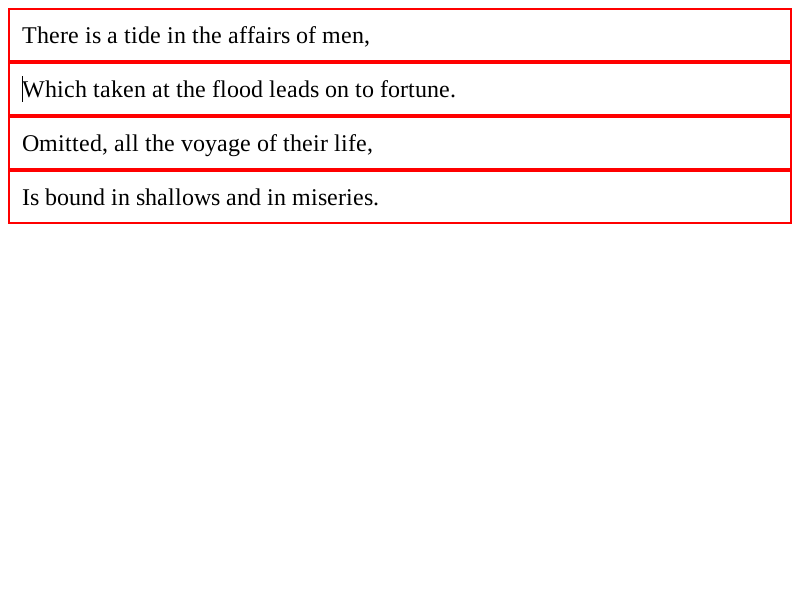 There is a tide in the affairs of men,
Which taken at the flood leads on to fortune.
Omitted, all the voyage of their life,
Is bound in shallows and in miseries.